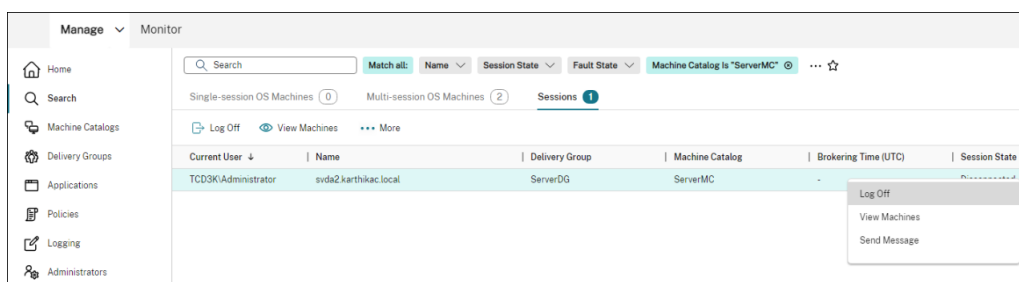 Manage Monitor
Home
Search
Machine Catalogs
Delivery Groups
Applications
Policies
Logging
Administrators
Search Match all: Name Session State Fault State Machine Catalog Is "ServerMC"
Single-session OS Machines 0 Multi-session OS Machines 2 Sessions 1
Log Off View Machines ••• More
Current User ↓ Name Delivery Group Machine Catalog Brokering Time (UTC) Session State
TCD3K\Administrator svda2.karthikac.local ServerDG ServerMC - Disconnected
Log Off
View Machines
Send Message